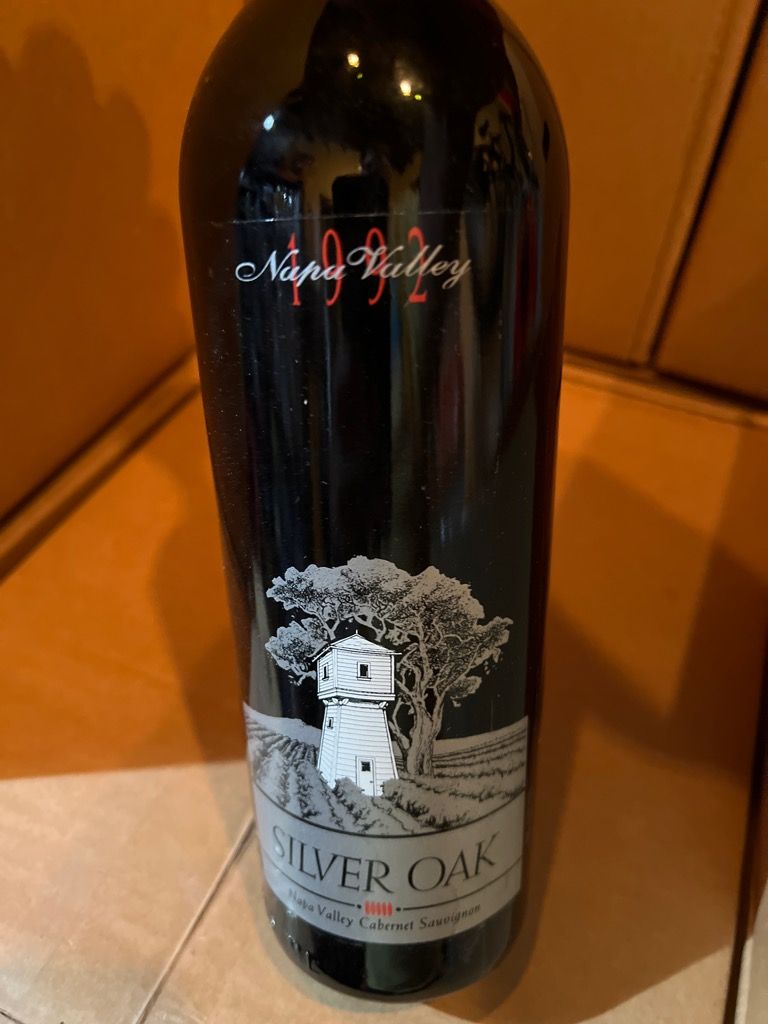 1992
Napa Valley
SILVER OAK
Napa Valley Cabernet Sauvignon